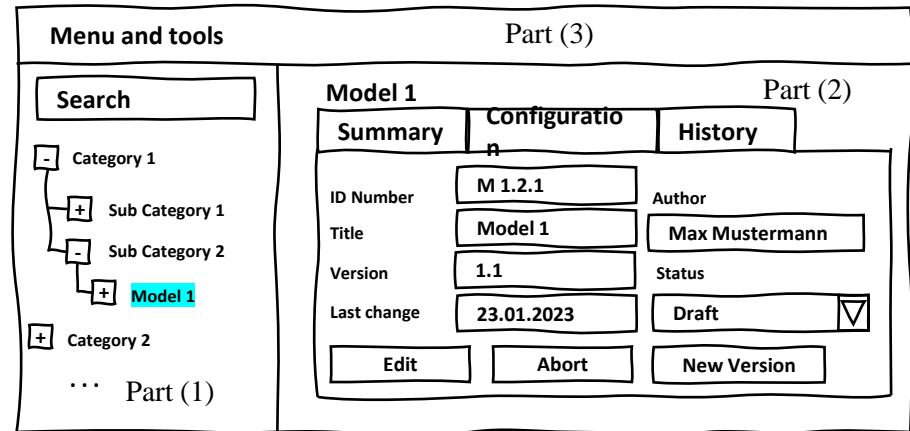 Menu and tools
Part (3)
Search
Category 1
+ Sub Category 1
- Sub Category 2
+ Model 1
+ Category 2
...
Part (1)
Model 1
Part (2)
Summary
Configuratio
n
History
ID Number
M 1.2.1
Author
Title
Model 1
Max Mustermann
Version
1.1
Status
Last change
23.01.2023
Draft
Edit
Abort
New Version